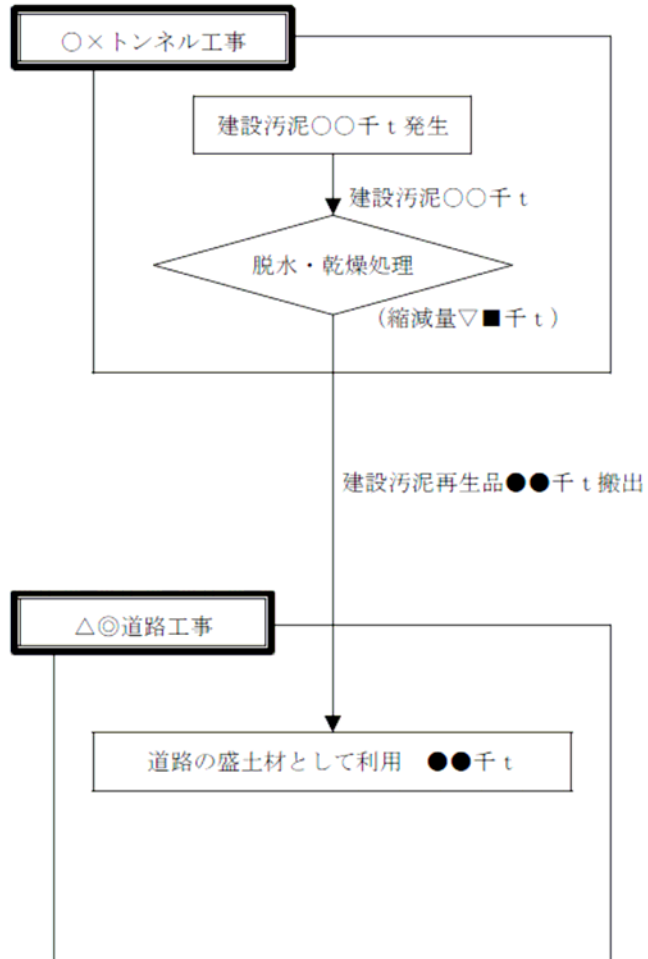 ○×トンネル工事
建設汚泥○○千ｔ発生
建設汚泥○○千ｔ
脱水・乾燥処理
（縮減量▽■千ｔ）
建設汚泥再生品●●千ｔ搬出
△◎道路工事
道路の盛土材として利用　●●千ｔ